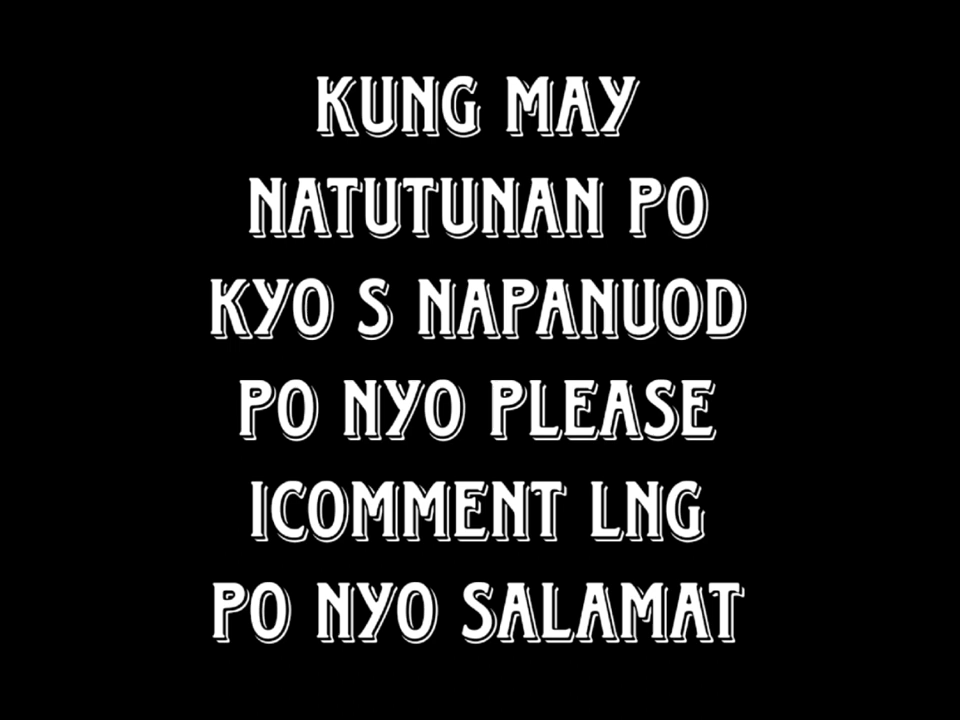 KUNG MAY
NATUTUNAN PO
KYO S NAPANUOD
PO NYO PLEASE
ICOMMENT LNG
PO NYO SALAMAT